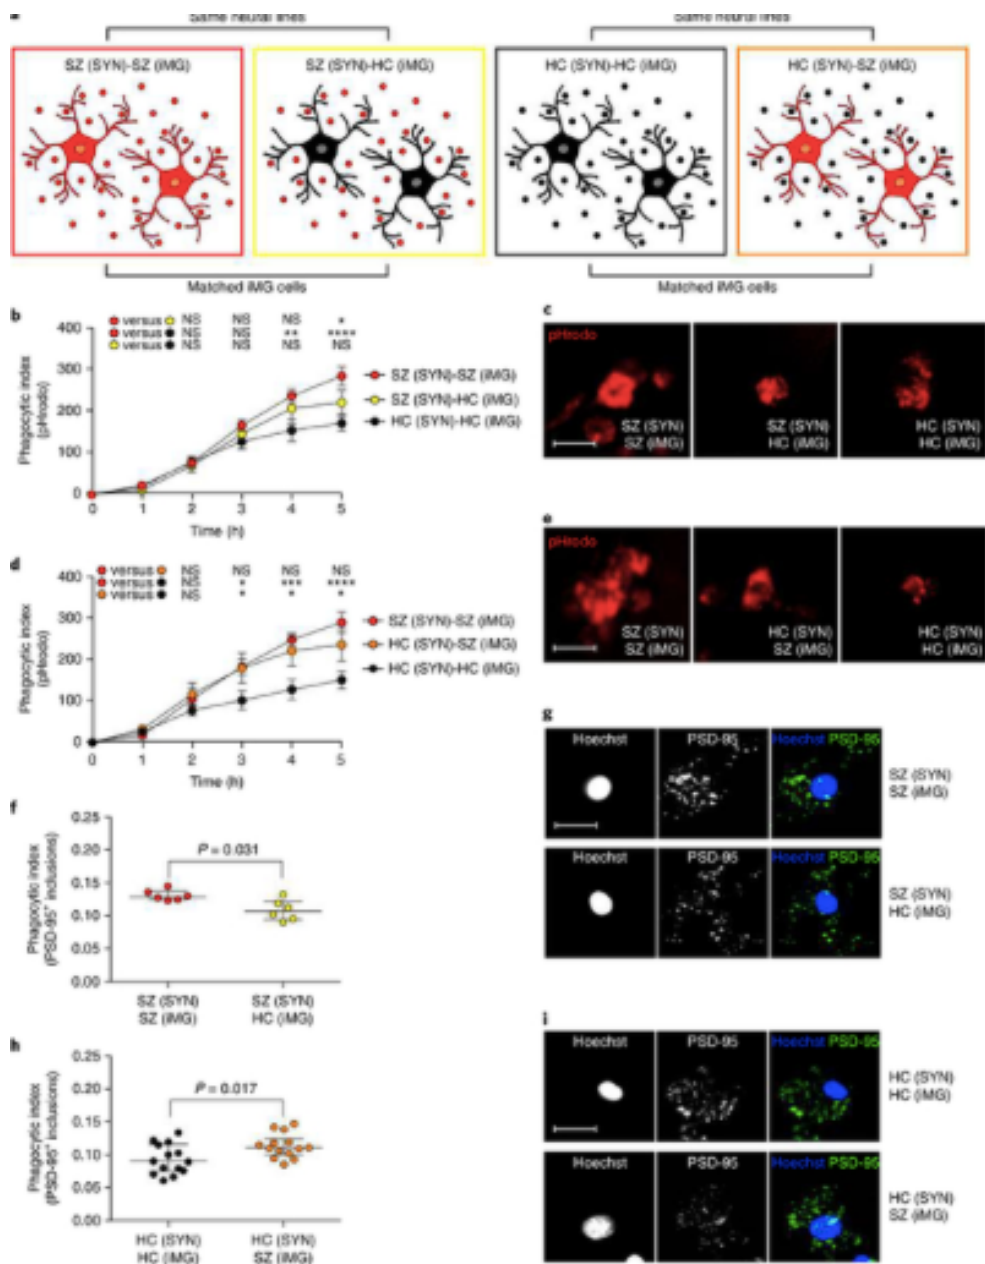 a
Same neural lines
Same neural lines
SZ (SYN)-SZ (iMG)
SZ (SYN)-HC (iMG)
HC (SYN)-HC (iMG)
HC (SYN)-SZ (iMG)
Matched iMG cells
Matched iMG cells
b
400
300
200
100
0
Phagocytic index
(pHrodo)
versus NS NS NS *
versus NS NS ** ****
versus NS NS NS NS
SZ (SYN)-SZ (iMG)
SZ (SYN)-HC (iMG)
HC (SYN)-HC (iMG)
0 1 2 3 4 5
Time (h)
c
pHrodo
SZ (SYN)
SZ (iMG)
SZ (SYN)
HC (iMG)
HC (SYN)
HC (iMG)
d
400
300
200
100
0
Phagocytic index
(pHrodo)
versus NS NS NS NS
versus NS * *** ****
versus NS * * *
SZ (SYN)-SZ (iMG)
HC (SYN)-SZ (iMG)
HC (SYN)-HC (iMG)
0 1 2 3 4 5
Time (h)
e
pHrodo
SZ (SYN)
SZ (iMG)
HC (SYN)
SZ (iMG)
HC (SYN)
HC (iMG)
f
0.25
0.20
0.15
0.10
0.05
0.00
Phagocytic index
(PSD-95+ inclusions)
P = 0.031
SZ (SYN)
SZ (iMG)
SZ (SYN)
HC (iMG)
g
Hoechst
PSD-95
Hoechst PSD-95
SZ (SYN)
SZ (iMG)
Hoechst
PSD-95
Hoechst PSD-95
SZ (SYN)
HC (iMG)
h
0.25
0.20
0.15
0.10
0.05
0.00
Phagocytic index
(PSD-95+ inclusions)
P = 0.017
HC (SYN)
HC (iMG)
HC (SYN)
SZ (iMG)
i
Hoechst
PSD-95
Hoechst PSD-95
HC (SYN)
HC (iMG)
Hoechst
PSD-95
Hoechst PSD-95
HC (SYN)
SZ (iMG)